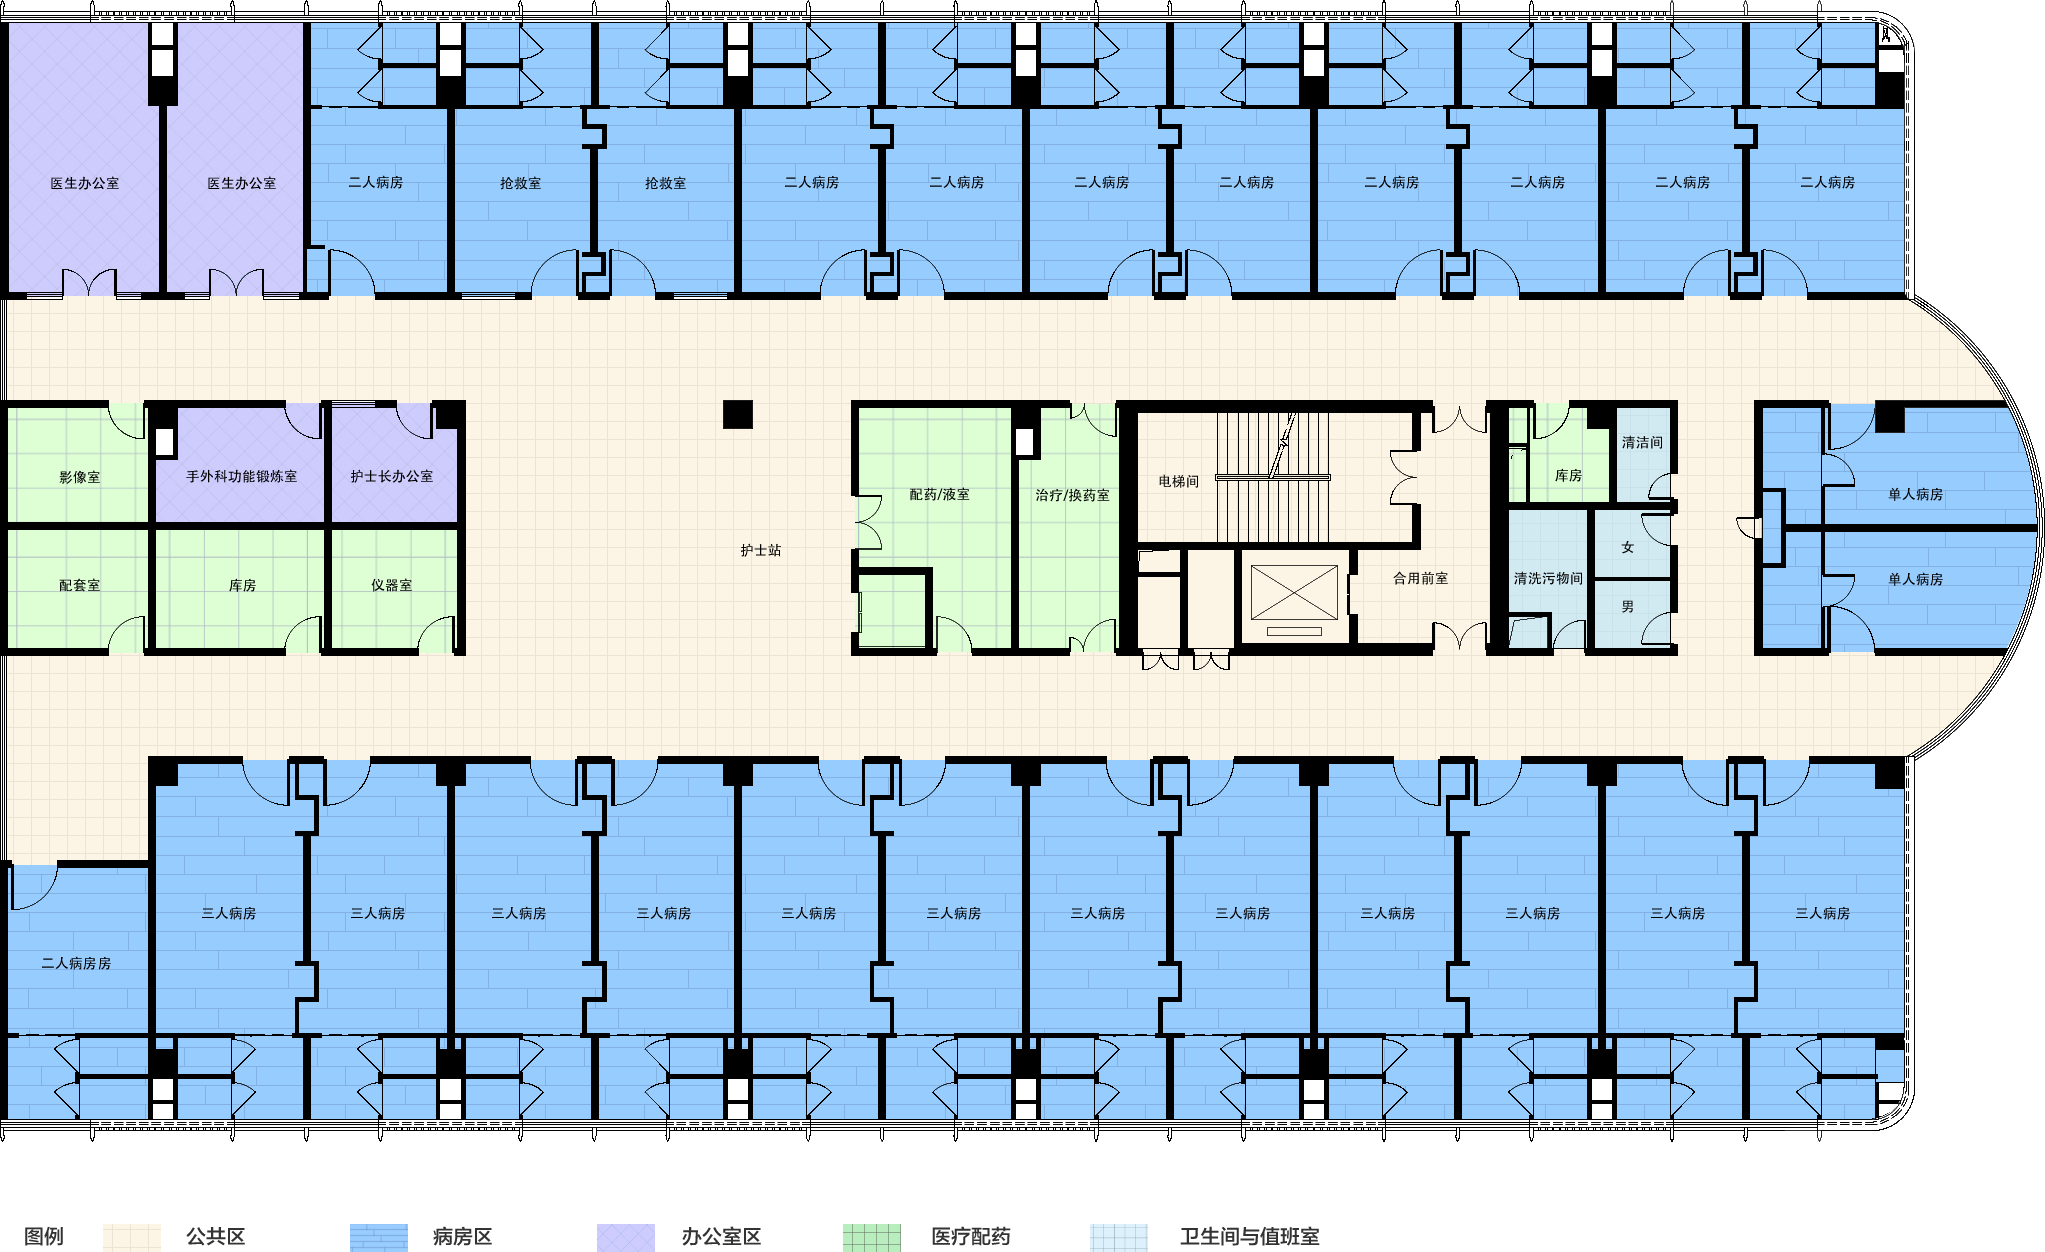 医生办公室
医生办公室
二人病房
抢救室
抢救室
二人病房
二人病房
二人病房
二人病房
二人病房
二人病房
二人病房
二人病房
影像室
手外科功能锻炼室
护士长办公室
配药/液室
治疗/换药室
电梯间
库房
清洁间
单人病房
护士站
女
配套室
库房
仪器室
合用前室
清洗污物间
男
单人病房
三人病房
三人病房
三人病房
三人病房
三人病房
三人病房
三人病房
三人病房
三人病房
三人病房
三人病房
三人病房
二人病房房
图例
公共区
病房区
办公室区
医疗配药
卫生间与值班室